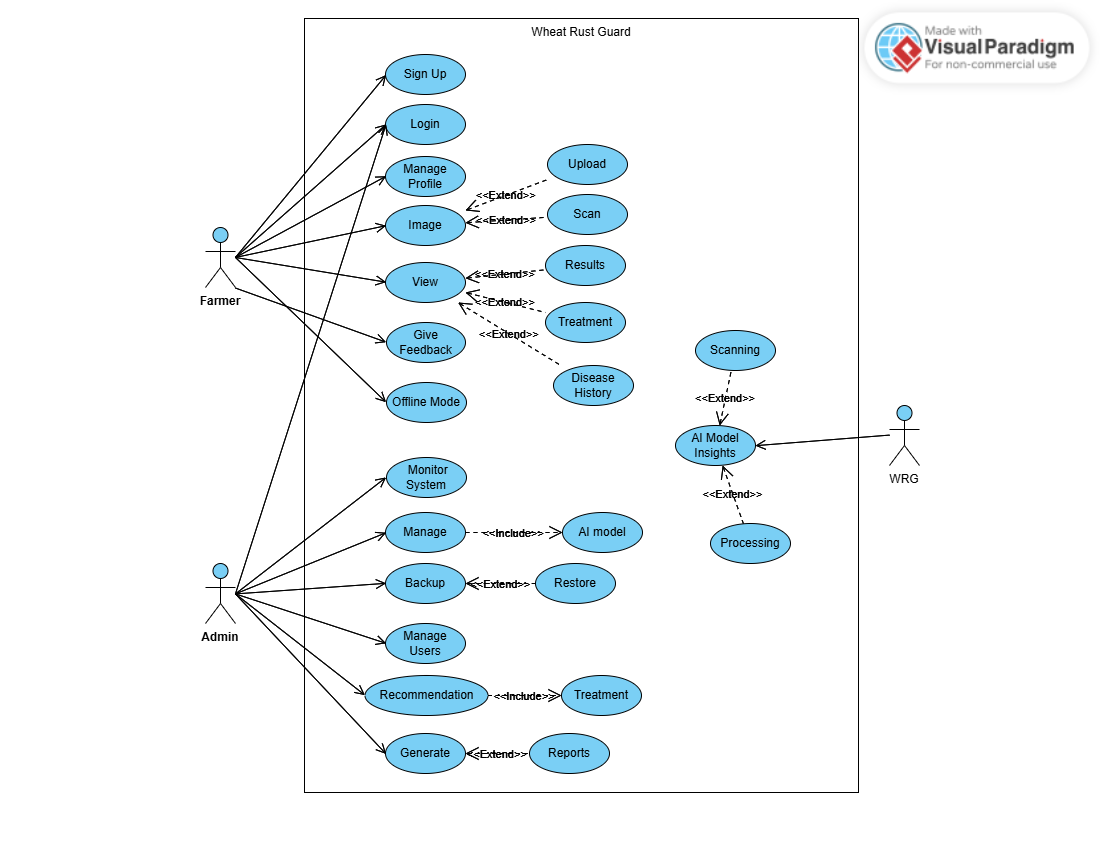 Wheat Rust Guard
Made with
Visual Paradigm
For non-commercial use
Sign Up
Login
Manage
Profile
Upload
<<Extend>>
Image
<<Extend>>
Scan
View
<<Extend>>
Results
<<Extend>>
Treatment
<<Extend>>
Disease
History
Farmer
Give
Feedback
Offline Mode
Scanning
<<Extend>>
AI Model
Insights
<<Extend>>
Processing
WRG
Monitor
System
Manage
<<Include>>
AI model
Backup
<<Extend>>
Restore
Admin
Manage
Users
Recommendation
<<Include>>
Treatment
Generate
<<Extend>>
Reports